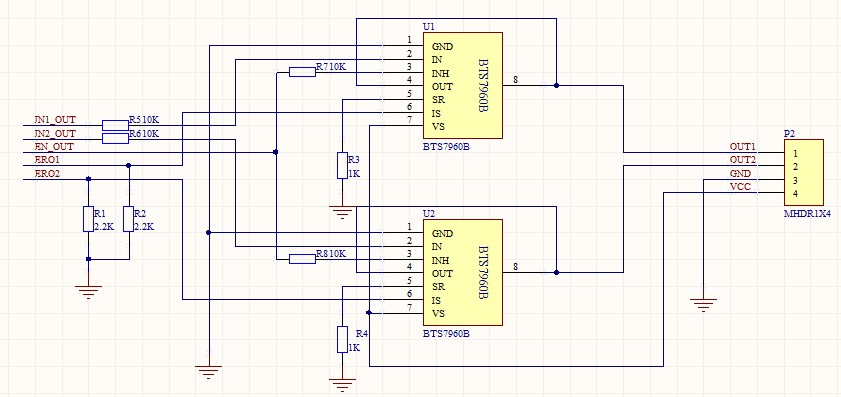 U1
1 GND
2 IN
R7 10K 3 INH
4 OUT
8
5 SR
6 IS
7 VS
BTS7960B
BTS7960B
JN1_OUT R5 10K
JN2_OUT R6 10K
EN_OUT
ERO1
ERO2
R3
1K
P2
OUT1 1
OUT2 2
GND 3
VCC 4
MHDR1X4
R1
2.2K
R2
2.2K
U2
1 GND
2 IN
R8 10K 3 INH
4 OUT
8
5 SR
6 IS
7 VS
BTS7960B
BTS7960B
R4
1K